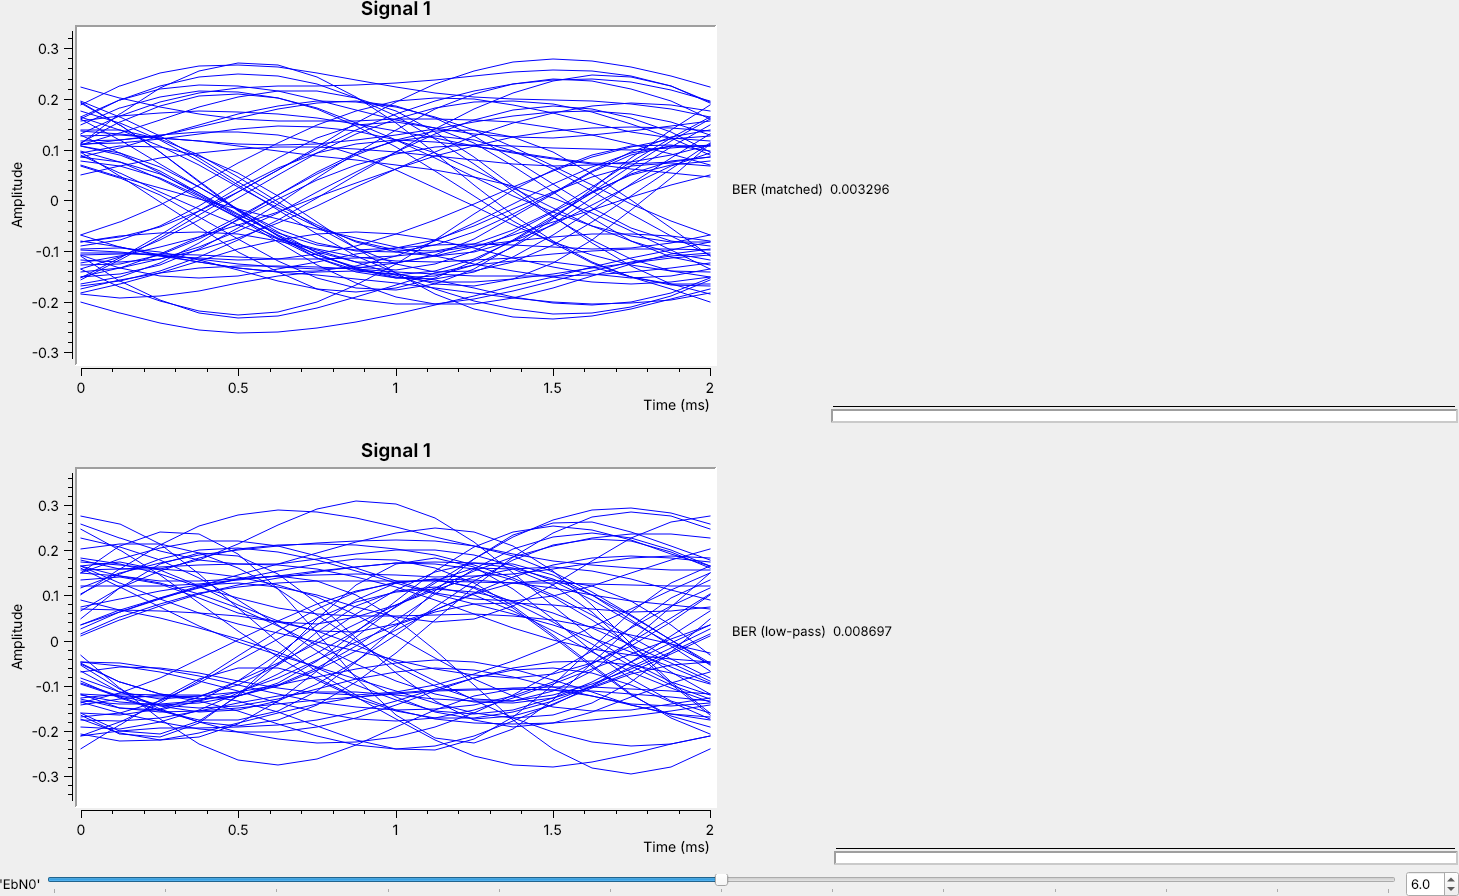 Signal 1
0.3
0.2
0.1
0
-0.1
-0.2
-0.3
Amplitude
0 0.5 1 1.5 2
Time (ms)
BER (matched) 0.003296
Signal 1
0.3
0.2
0.1
0
-0.1
-0.2
-0.3
Amplitude
0 0.5 1 1.5 2
Time (ms)
BER (low-pass) 0.008697
'EbN0' 6.0